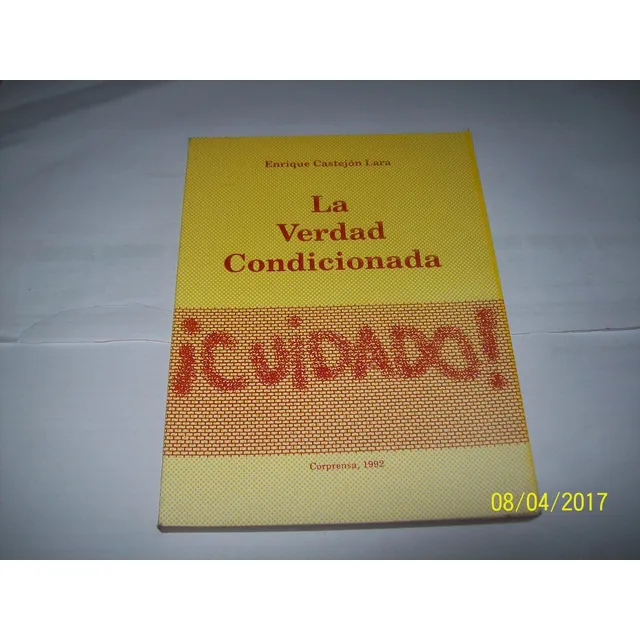 Enrique Castejón Lara
La
Verdad
Condicionada
¡CUiDADO!
Corprensa, 1992
08/04/2017